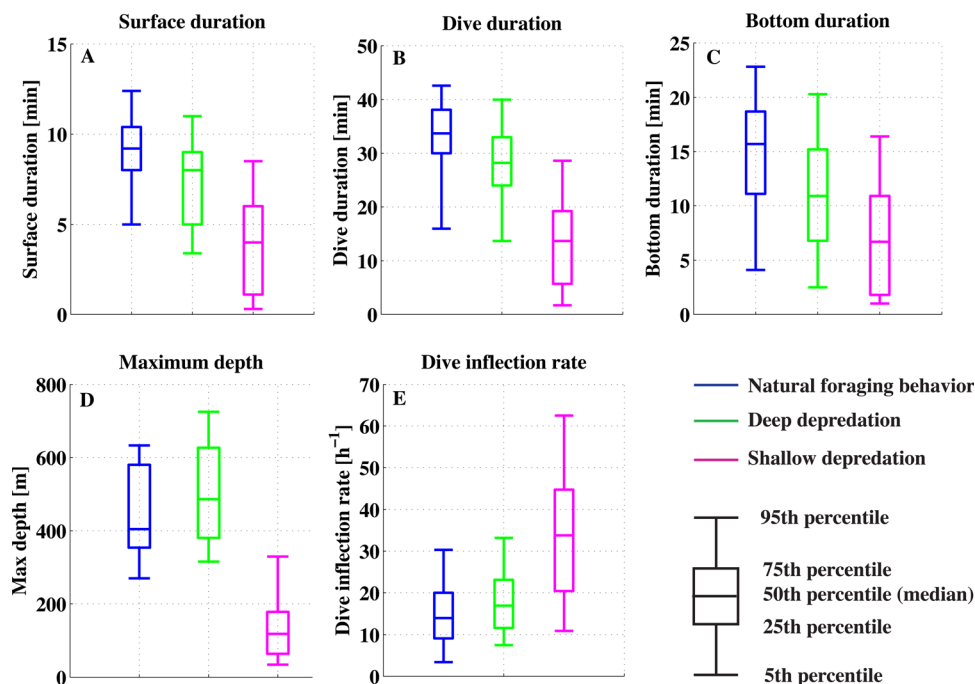 Surface duration
Dive duration
Bottom duration
A
B
C
Surface duration [min]
15
10
5
0
Dive duration [min]
50
40
30
20
10
0
Bottom duration [min]
25
20
15
10
5
0
Maximum depth
Dive inflection rate
D
E
Max depth [m]
800
600
400
200
0
Dive inflection rate [h⁻¹]
70
60
50
40
30
20
10
0
Natural foraging behavior
Deep depredation
Shallow depredation
95th percentile
75th percentile
50th percentile (median)
25th percentile
5th percentile